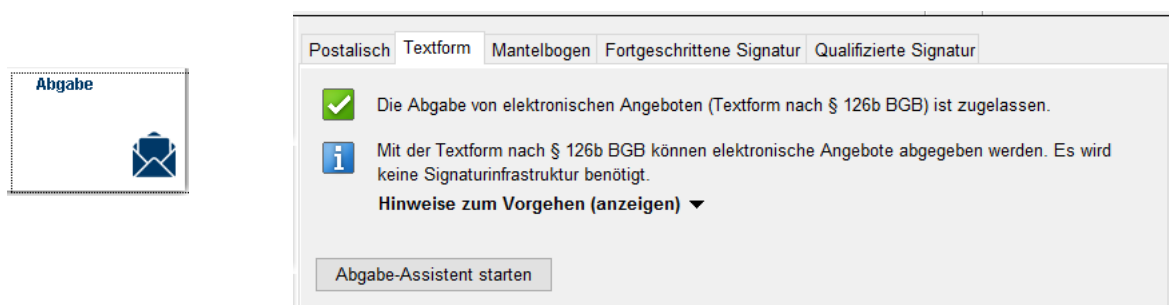 Abgabe
Postalisch Textform Mantelbogen Fortgeschrittene Signatur Qualifizierte Signatur
Die Abgabe von elektronischen Angeboten (Textform nach § 126b BGB) ist zugelassen.
Mit der Textform nach § 126b BGB können elektronische Angebote abgegeben werden. Es wird
keine Signaturinfrastruktur benötigt.
Hinweise zum Vorgehen (anzeigen)
Abgabe-Assistent starten